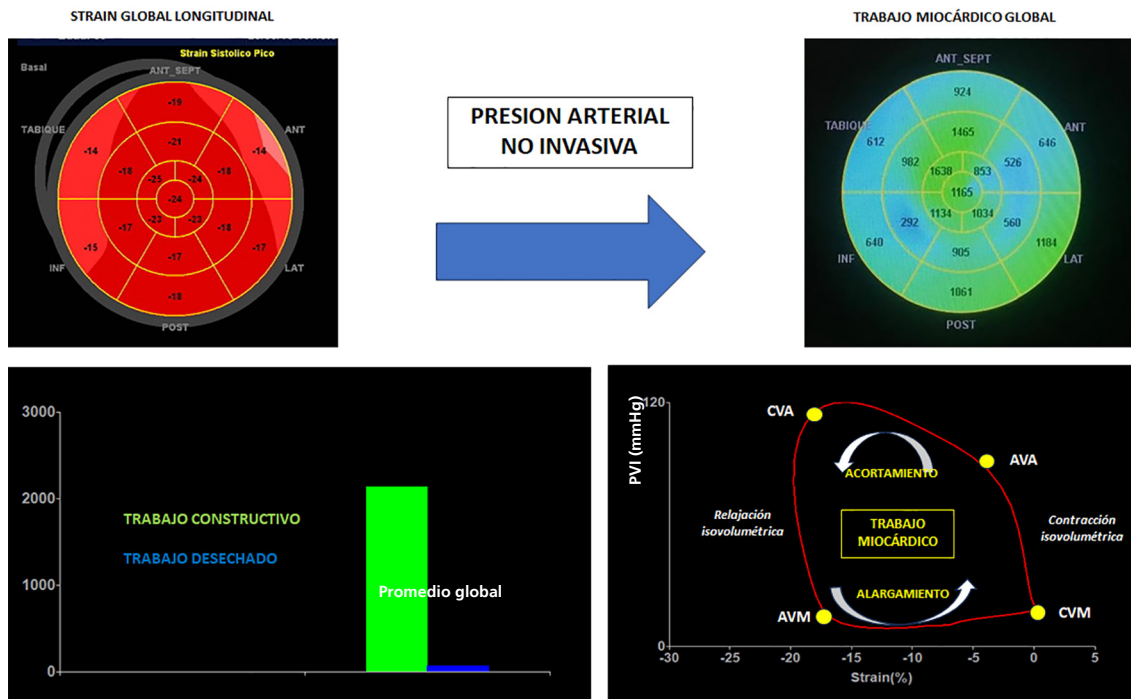 STRAIN GLOBAL LONGITUDINAL
TRABAJO MIOCÁRDICO GLOBAL
Strain Sistolico Pico
Basal
ANT_SEPT
TABIQUE
ANT
INF
LAT
POST
-19
-14
-21
-14
-18
-25
-24
-18
-24
-17
-23
-23
-18
-15
-17
-17
-18
PRESION ARTERIAL
NO INVASIVA
ANT_SEPT
TABIQUE
ANT
INF
LAT
POST
924
612
1465
646
982
1638
853
526
1165
292
1134
1034
560
640
905
1184
1061
3000
2000
1000
0
TRABAJO CONSTRUCTIVO
TRABAJO DESECHADO
Promedio global
PVI (mmHg)
120
0
CVA
AVA
ACORTAMIENTO
Relajación
isovolumétrica
TRABAJO
MIOCÁRDICO
Contracción
isovolumétrica
ALARGAMIENTO
AVM
CVM
-30
-25
-20
-15
-10
-5
0
5
Strain(%)